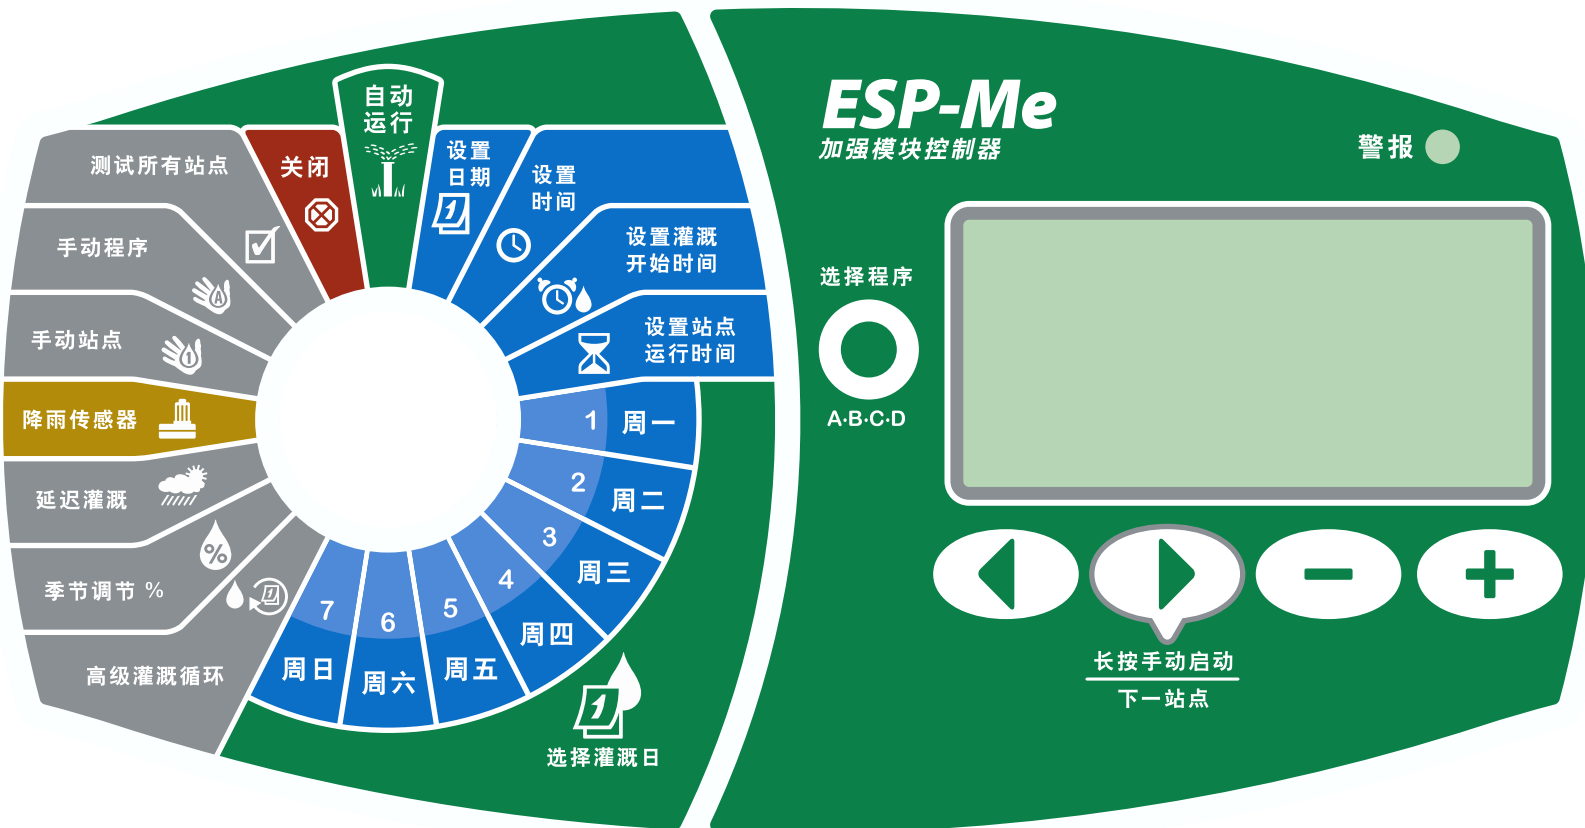 自动
运行
关闭
测试所有站点
手动程序
手动站点
降雨传感器
延迟灌溉
季节调节 %
高级灌溉循环
A
1
%
1
设置
日期
1
设置
时间
设置灌溉
开始时间
设置站点
运行时间
1 周一
2 周二
3 周三
4 周四
5 周五
6 周六
7 周日
1
选择灌溉日
ESP-Me
加强模块控制器
警报
选择程序
A·B·C·D
长按手动启动
下一站点